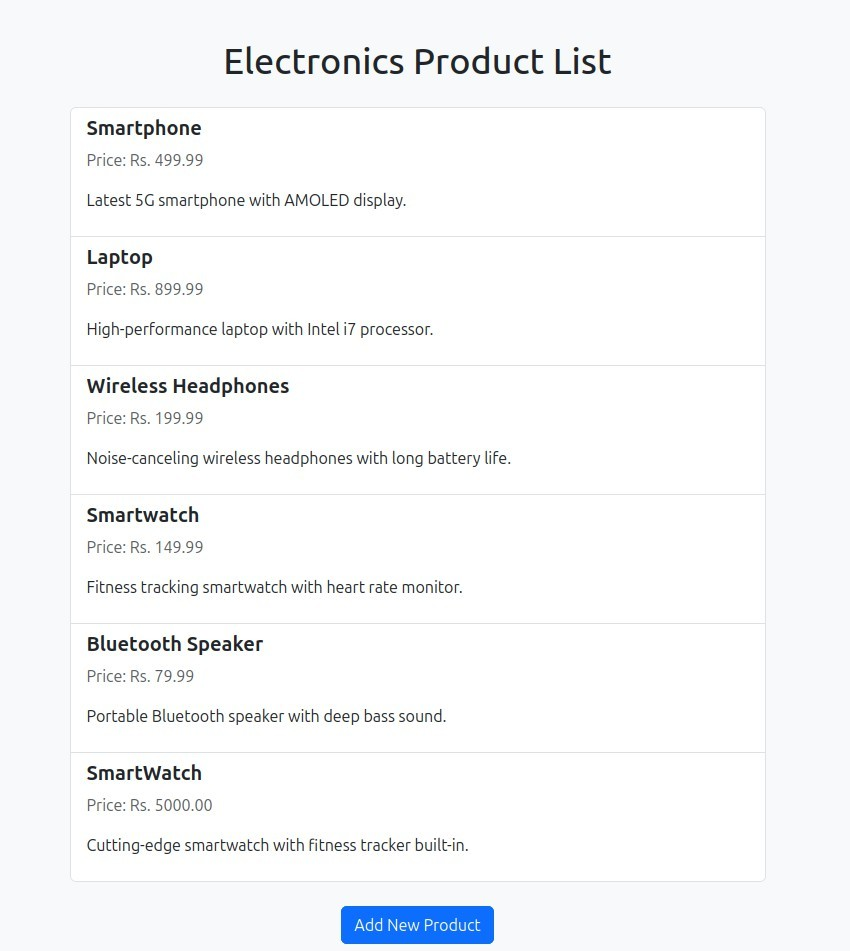 Electronics Product List
Smartphone
Price: Rs. 499.99
Latest 5G smartphone with AMOLED display.
Laptop
Price: Rs. 899.99
High-performance laptop with Intel i7 processor.
Wireless Headphones
Price: Rs. 199.99
Noise-canceling wireless headphones with long battery life.
Smartwatch
Price: Rs. 149.99
Fitness tracking smartwatch with heart rate monitor.
Bluetooth Speaker
Price: Rs. 79.99
Portable Bluetooth speaker with deep bass sound.
SmartWatch
Price: Rs. 5000.00
Cutting-edge smartwatch with fitness tracker built-in.
Add New Product